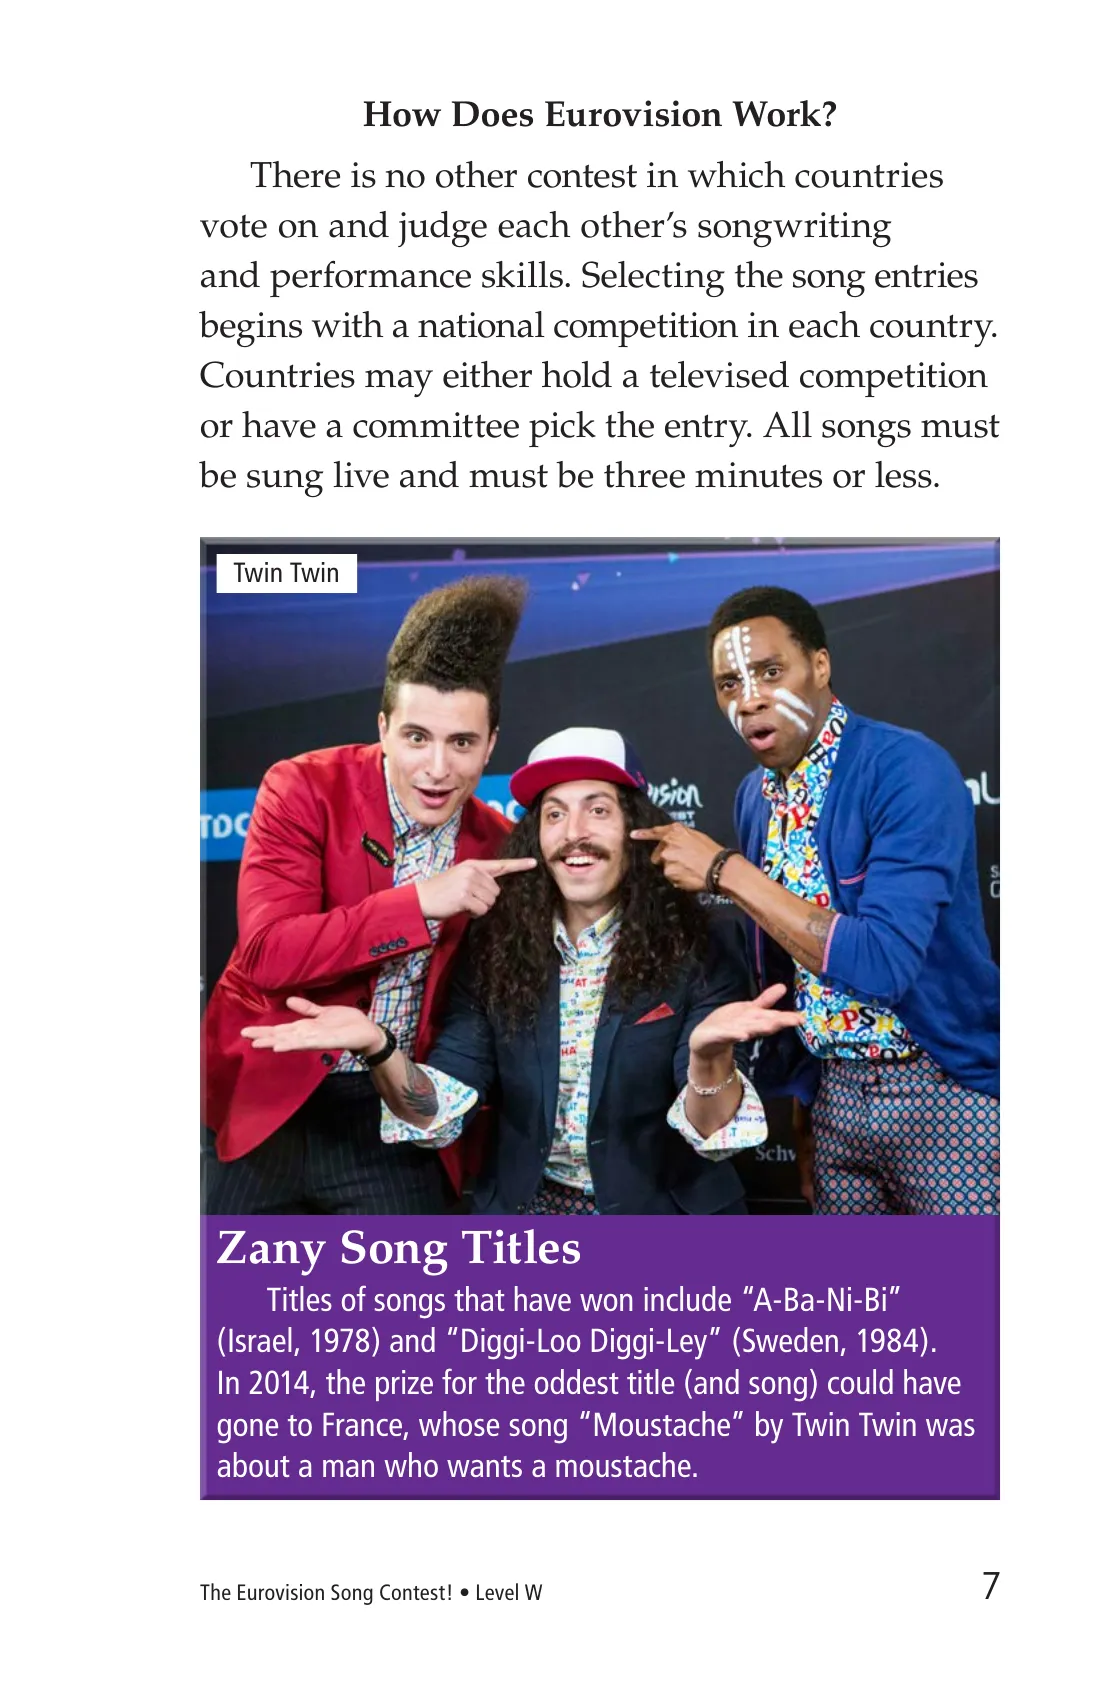 How Does Eurovision Work?
There is no other contest in which countries
vote on and judge each other’s songwriting
and performance skills. Selecting the song entries
begins with a national competition in each country.
Countries may either hold a televised competition
or have a committee pick the entry. All songs must
be sung live and must be three minutes or less.
Twin Twin
TDC
Schw
Zany Song Titles
Titles of songs that have won include “A-Ba-Ni-Bi”
(Israel, 1978) and “Diggi-Loo Diggi-Ley” (Sweden, 1984).
In 2014, the prize for the oddest title (and song) could have
gone to France, whose song “Moustache” by Twin Twin was
about a man who wants a moustache.
The Eurovision Song Contest! • Level W
7